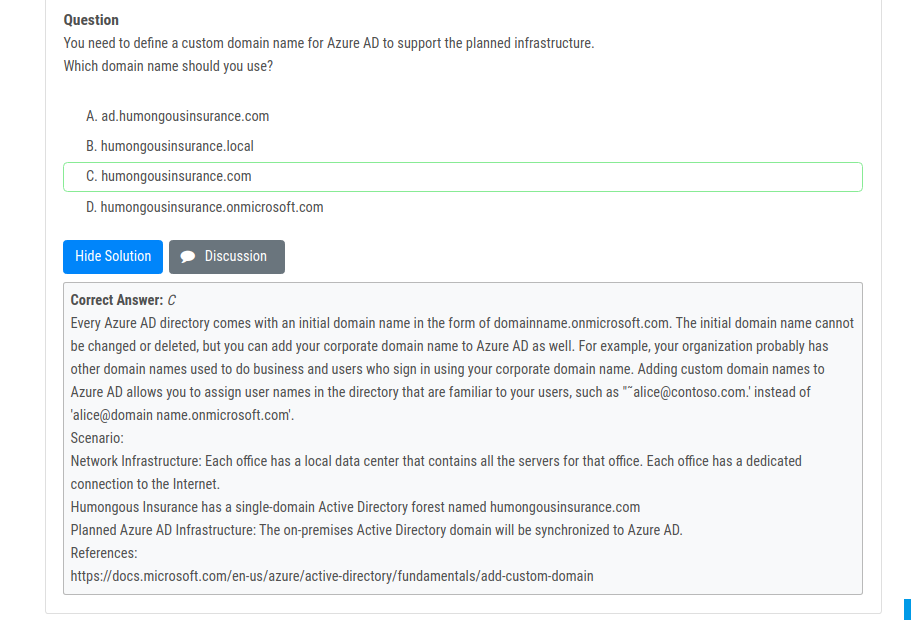 Question
You need to define a custom domain name for Azure AD to support the planned infrastructure.
Which domain name should you use?
A. ad.humongousinsurance.com
B. humongousinsurance.local
C. humongousinsurance.com
D. humongousinsurance.onmicrosoft.com
Hide Solution
Discussion
Correct Answer: C
Every Azure AD directory comes with an initial domain name in the form of domainname.onmicrosoft.com. The initial domain name cannot
be changed or deleted, but you can add your corporate domain name to Azure AD as well. For example, your organization probably has
other domain names used to do business and users who sign in using your corporate domain name. Adding custom domain names to
Azure AD allows you to assign user names in the directory that are familiar to your users, such as "˜alice@contoso.com.' instead of
'alice@domain name.onmicrosoft.com'.
Scenario:
Network Infrastructure: Each office has a local data center that contains all the servers for that office. Each office has a dedicated
connection to the Internet.
Humongous Insurance has a single-domain Active Directory forest named humongousinsurance.com
Planned Azure AD Infrastructure: The on-premises Active Directory domain will be synchronized to Azure AD.
References:
https://docs.microsoft.com/en-us/azure/active-directory/fundamentals/add-custom-domain